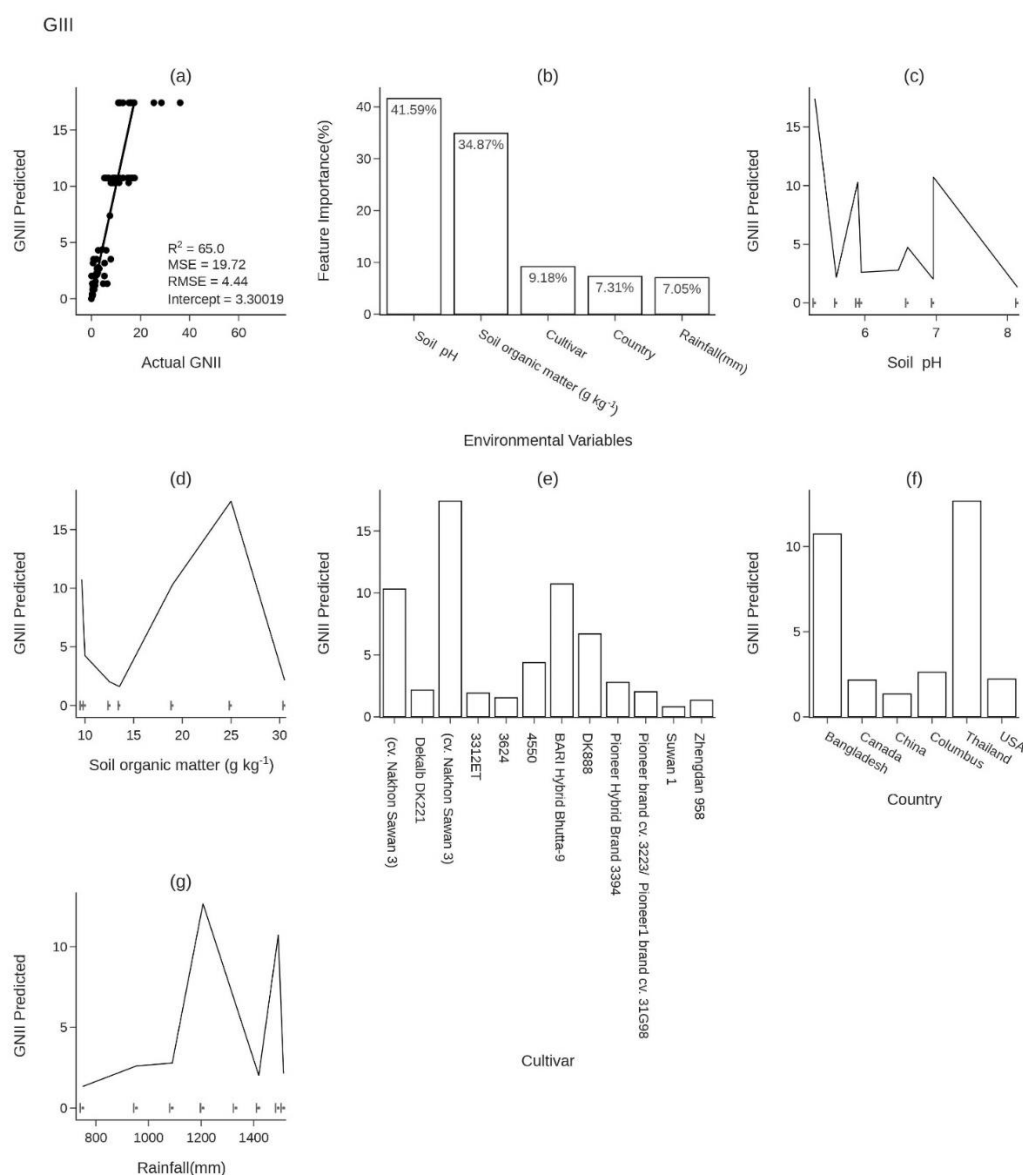 GIII
(a)
GNII Predicted
15
10
5
0
R² = 65.0
MSE = 19.72
RMSE = 4.44
Intercept = 3.30019
0 20 40 60
Actual GNII
(b)
Feature Importance(%)
40
30
20
10
0
41.59%
34.87%
9.18%
7.31%
7.05%
Soil pH
Soil organic matter (g kg⁻¹)
Cultivar
Country
Rainfall(mm)
Environmental Variables
(c)
GNII Predicted
15
10
5
0
6 7 8
Soil pH
(d)
GNII Predicted
15
10
5
0
10 15 20 25 30
Soil organic matter (g kg⁻¹)
(e)
GNII Predicted
15
10
5
0
(cv. Nakhon Sawan 3)
Dekalb DK221
(cv. Nakhon Sawan 3)
3312ET
3624
4550
BARI Hybrid Bhutta-9
DK888
Pioneer Hybrid Brand 3394
Pioneer brand cv. 3223/ Pioneer1 brand cv. 31G98
Suwan 1
Zhengdan 958
Cultivar
(f)
GNII Predicted
10
5
0
Bangladesh
Canada
China
Columbus
Thailand
USA
Country
(g)
GNII Predicted
10
5
0
800 1000 1200 1400
Rainfall(mm)